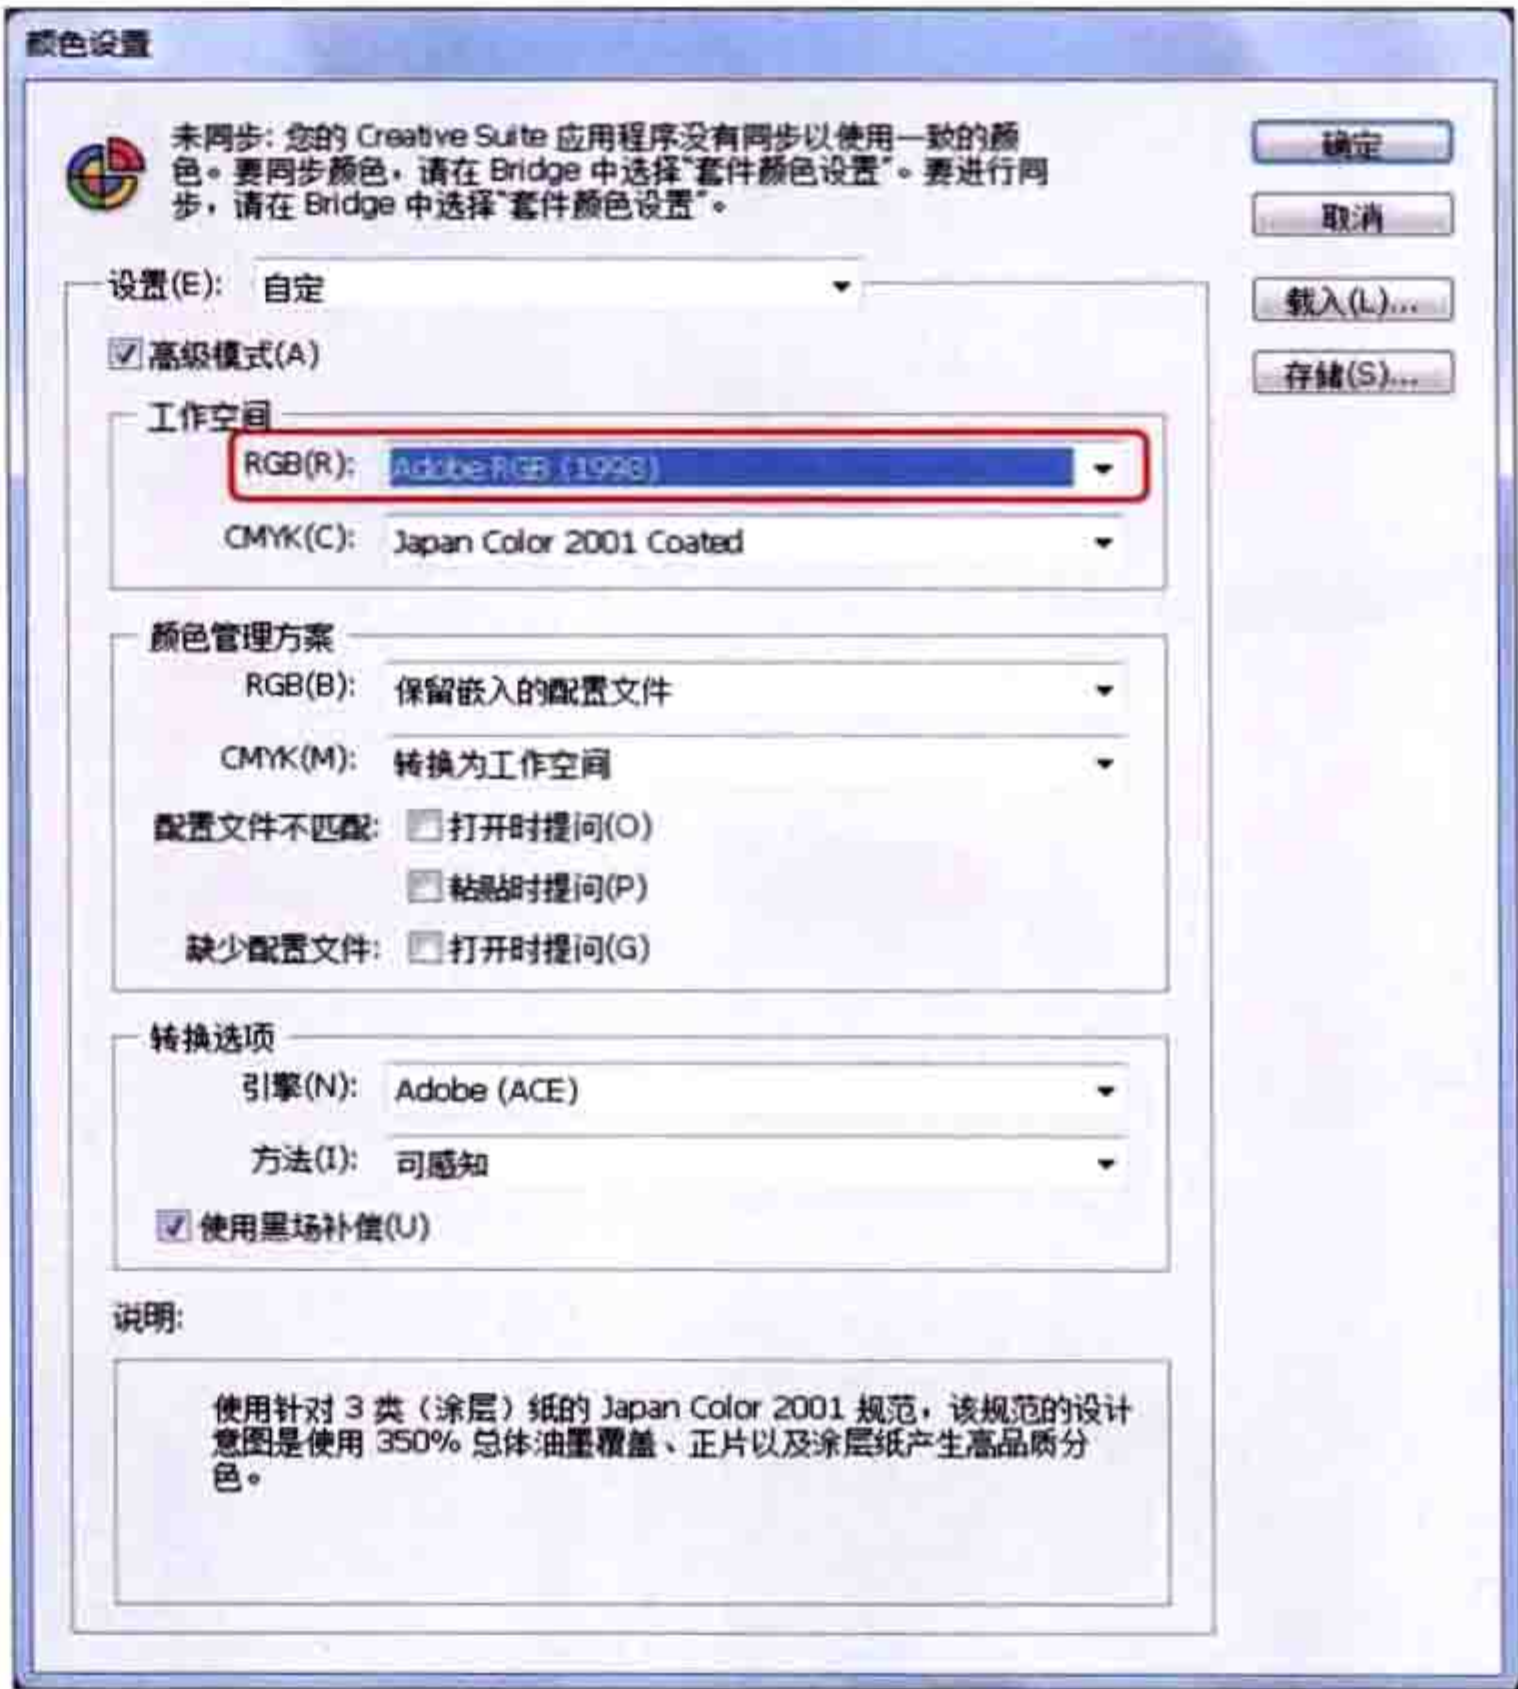 颜色设置
未同步: 您的 Creative Suite 应用程序没有同步以使用一致的颜
色。要同步颜色，请在 Bridge 中选择"套件颜色设置"。要进行同
步，请在 Bridge 中选择"套件颜色设置"。
确定
取消
载入(L)...
存储(S)...
设置(E): 自定
高级模式(A)
工作空间
RGB(R): Adobe RGB (1998)
CMYK(C): Japan Color 2001 Coated
颜色管理方案
RGB(B): 保留嵌入的配置文件
CMYK(M): 转换为工作空间
配置文件不匹配: 打开时提问(O)
粘贴时提问(P)
缺少配置文件: 打开时提问(G)
转换选项
引擎(N): Adobe (ACE)
方法(I): 可感知
使用黑场补偿(U)
说明:
使用针对 3 类（涂层）纸的 Japan Color 2001 规范，该规范的设计
意图是使用 350% 总体油墨覆盖、正片以及涂层纸产生高品质分
色。